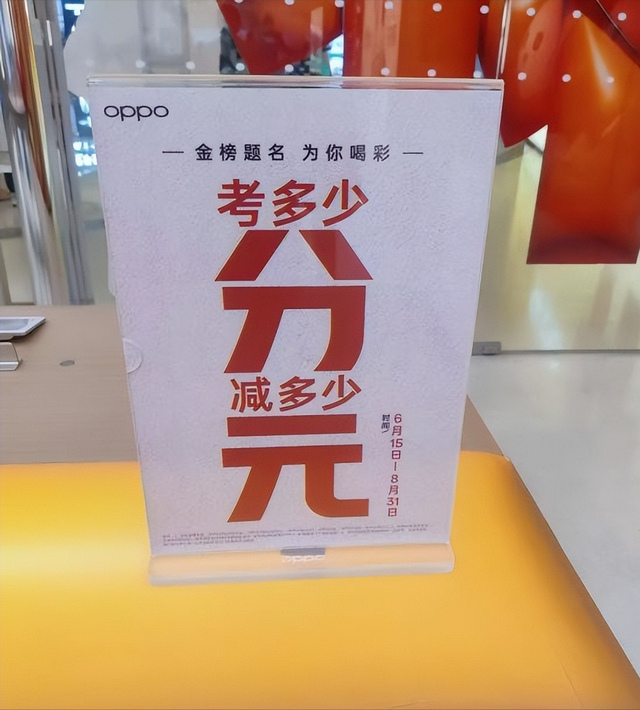 oppo
— 金榜题名 为你喝彩 —
考多少
分
减多少
元
时间
6月15日—8月31日
oppo